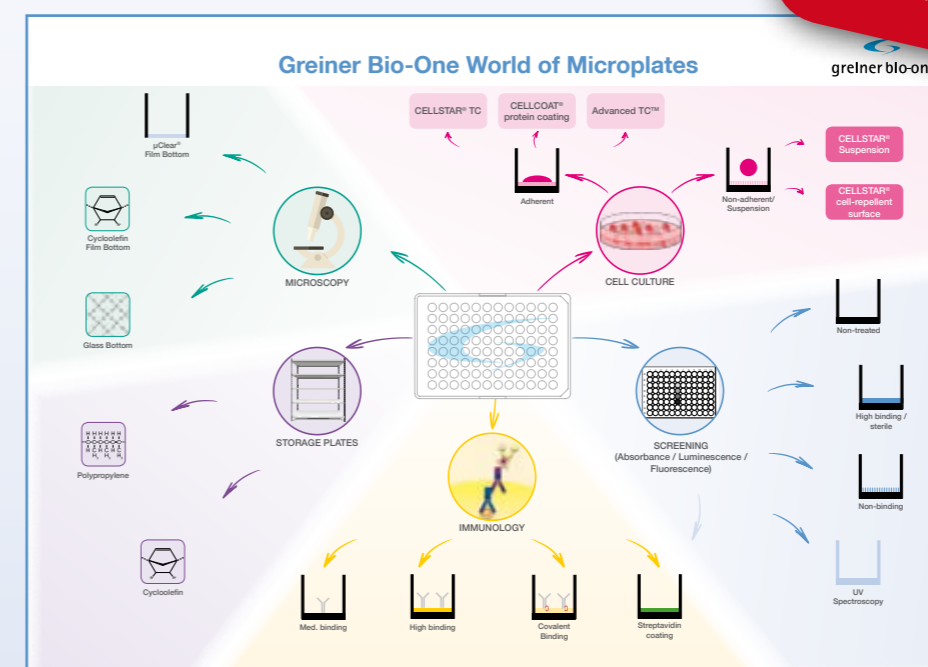 Greiner Bio-One World of Microplates
greiner bio-on
CELLSTAR® TC
CELLCOAT®
protein coating
Advanced TC™
µClear®
Film Bottom
Adherent
Non-adherent/
Suspension
CELLSTAR®
Suspension
CELLSTAR®
cell-repellent
surface
Cycloolefin
Film Bottom
MICROSCOPY
CELL CULTURE
Glass Bottom
Non-treated
STORAGE PLATES
SCREENING
(Absorbance / Luminescence /
Fluorescence)
High binding /
sterile
Polypropylene
IMMUNOLOGY
Non-binding
Cycloolefin
Med. binding
High binding
Covalent
Binding
Streptavidin
coating
UV
Spectroscopy